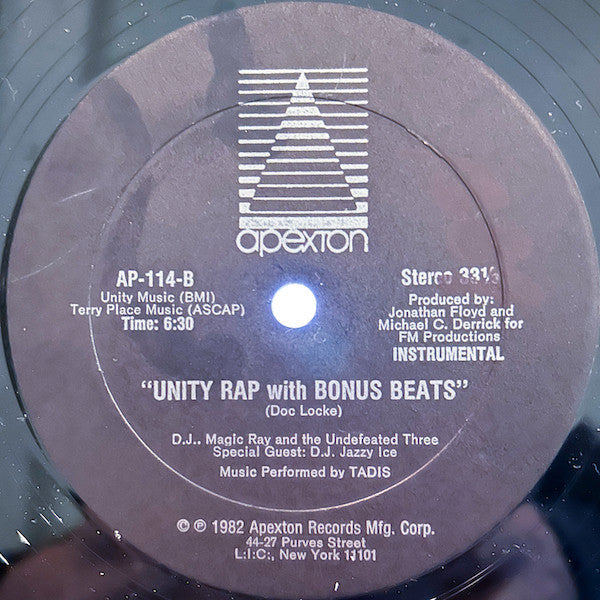 apexton
AP-114-B
Unity Music (BMI)
Terry Place Music (ASCAP)
Time: 6:30
Stereo 33⅓
Produced by:
Jonathan Floyd and
Michael C. Derrick for
FM Productions
INSTRUMENTAL
"UNITY RAP with BONUS BEATS"
(Doc Locke)
D.J.. Magic Ray and the Undefeated Three
Special Guest: D.J. Jazzy Ice
Music Performed by TADIS
© ℗ 1982 Apexton Records Mfg. Corp.
44-27 Purves Street
L.I.C., New York 11101